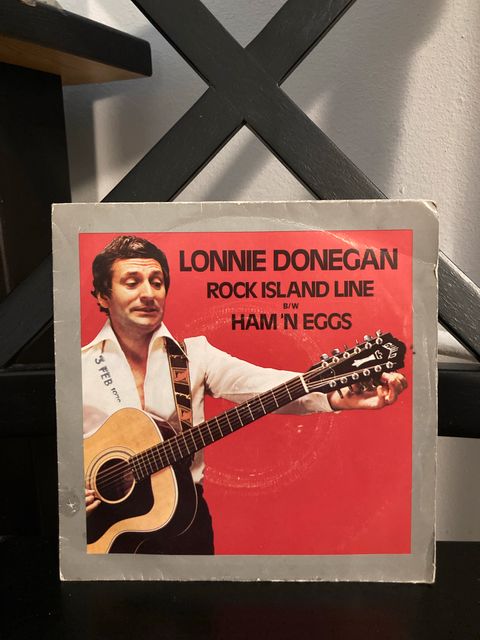 LONNIE DONEGAN
ROCK ISLAND LINE
B/W
HAM 'N EGGS
3 FEB